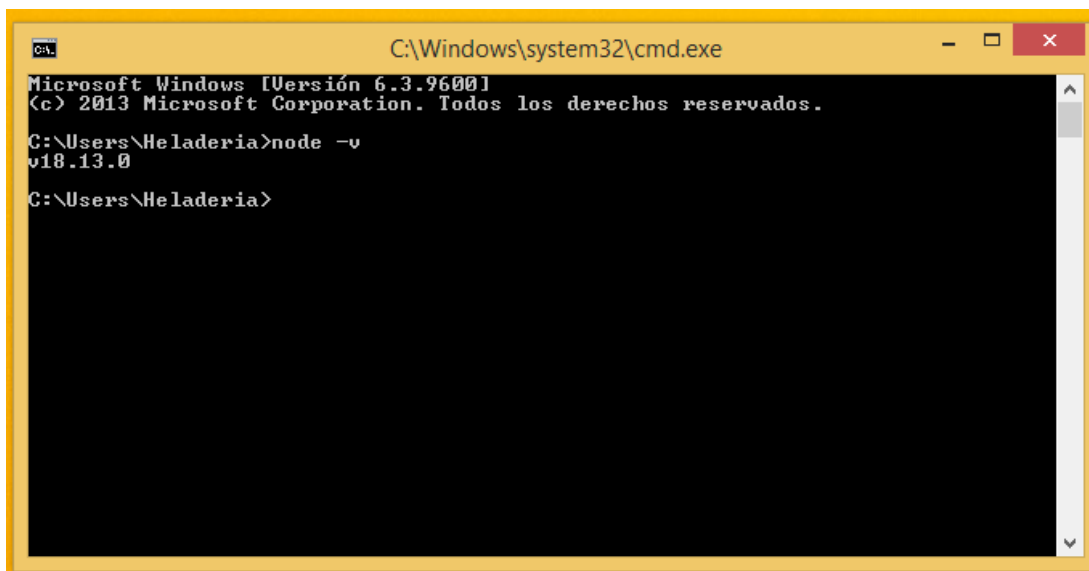 C:\Windows\system32\cmd.exe
Microsoft Windows [Versión 6.3.9600]
(c) 2013 Microsoft Corporation. Todos los derechos reservados.
C:\Users\Heladeria>node -v
v18.13.0
C:\Users\Heladeria>